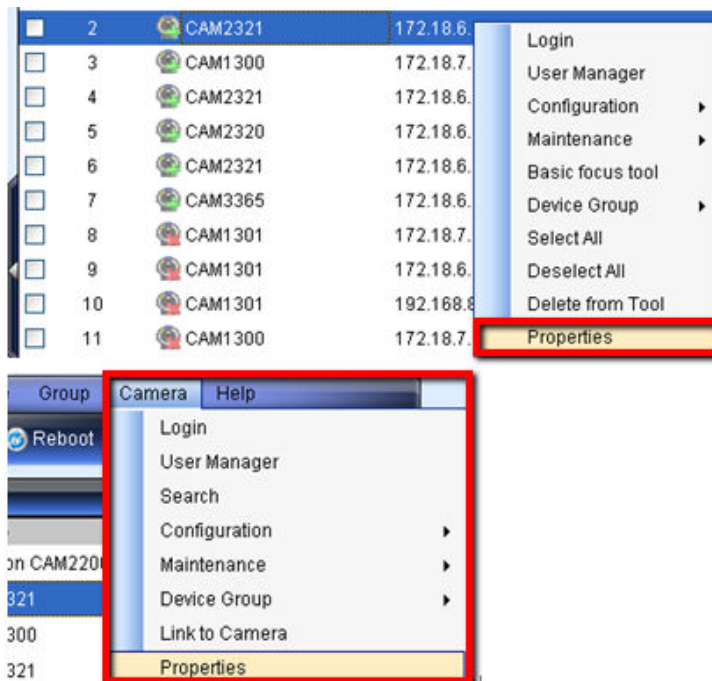 2 CAM2321 172.18.6.
3 CAM1300 172.18.7.
4 CAM2321 172.18.6.
5 CAM2320 172.18.6.
6 CAM2321 172.18.6.
7 CAM3365 172.18.6.
8 CAM1301 172.18.7.
9 CAM1301 172.18.6.
10 CAM1301 192.168.8
11 CAM1300 172.18.7.
Login
User Manager
Configuration
Maintenance
Basic focus tool
Device Group
Select All
Deselect All
Delete from Tool
Properties
Group Camera Help
Reboot
on CAM220
321
300
321
Login
User Manager
Search
Configuration
Maintenance
Device Group
Link to Camera
Properties